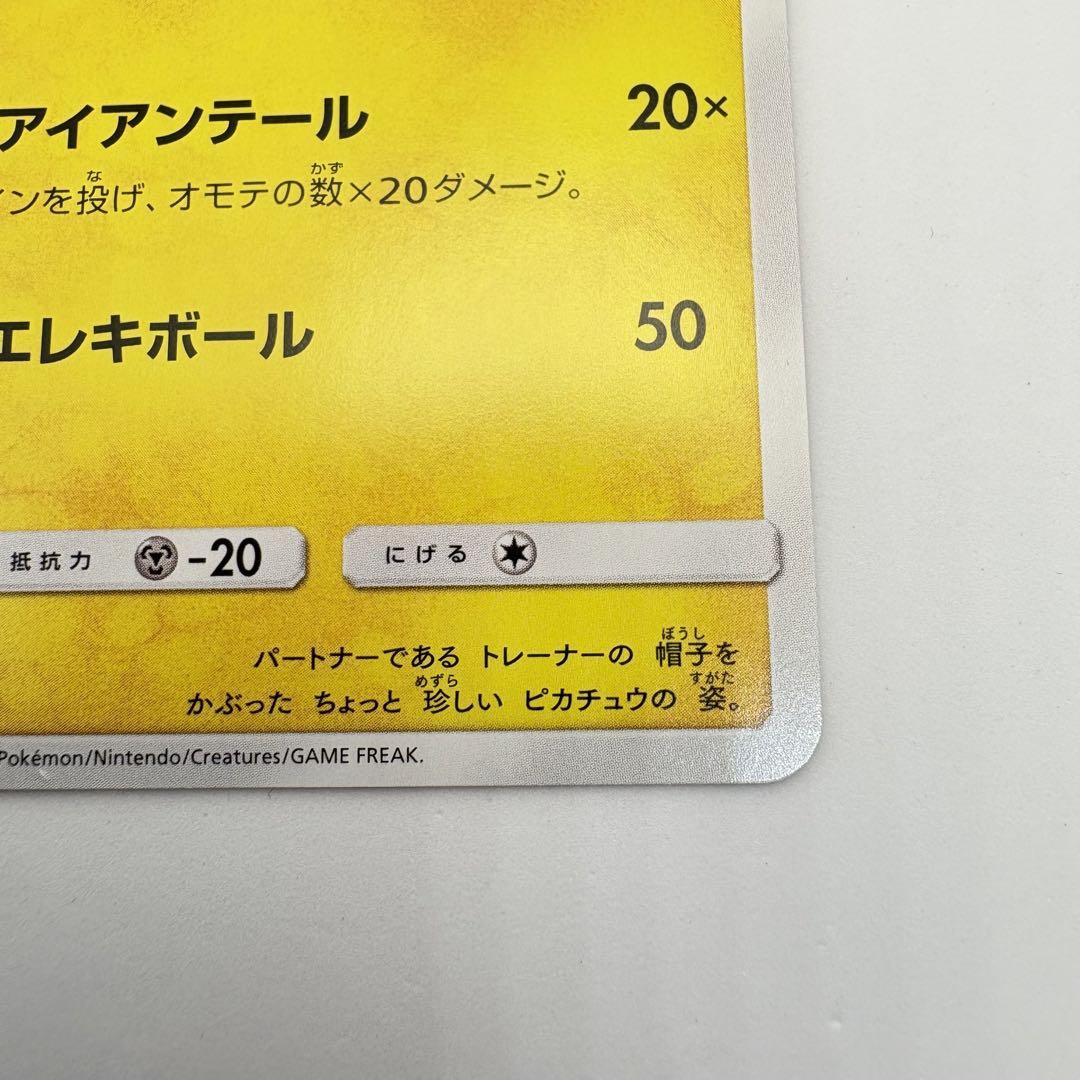 アイアンテール 20×
インを投げ、オモテの数×20ダメージ。
エレキボール 50
抵抗力 -20 にげる
パートナーである トレーナーの 帽子を
かぶった ちょっと 珍しい ピカチュウの 姿。
Pokémon/Nintendo/Creatures/GAME FREAK.